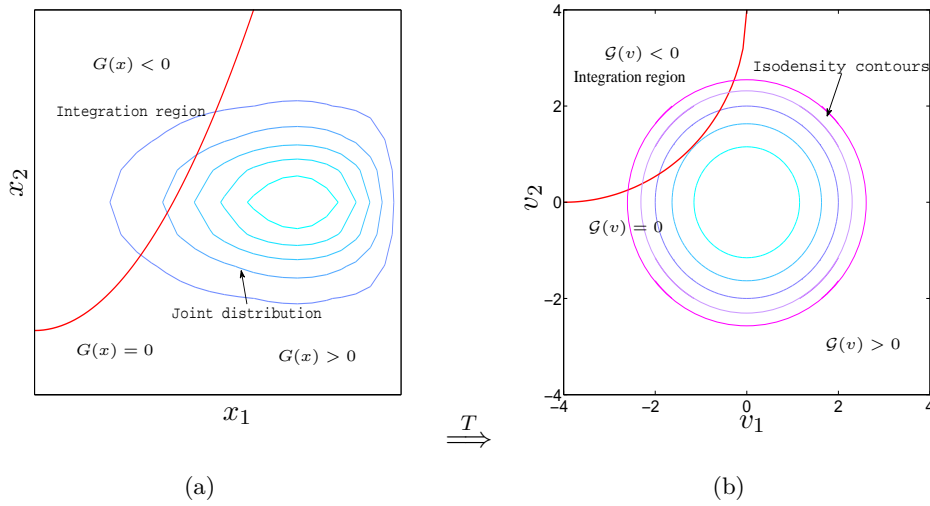 G(x) < 0
Integration region
x₂
Joint distribution
G(x) = 0
G(x) > 0
x₁
(a)
T
⟹
4
𝒢(v) < 0
Integration region
Isodensity contours
2
v₂
0
𝒢(v) = 0
−2
𝒢(v) > 0
−4
−4 −2 0 2 4
v₁
(b)